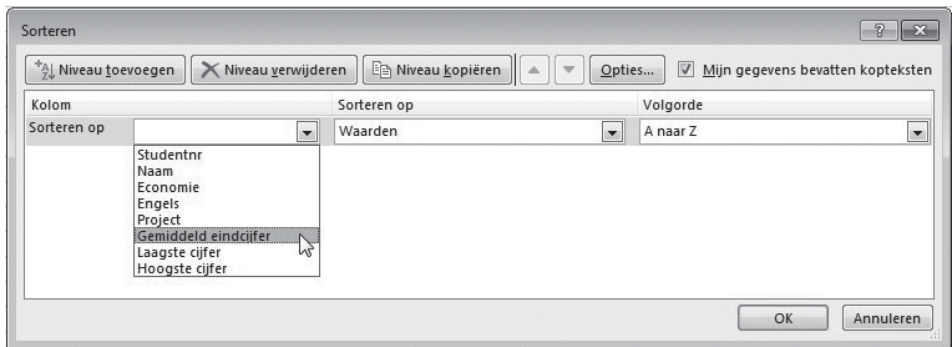 Sorteren
Niveau toevoegen Niveau verwijderen Niveau kopiëren Opties... Mijn gegevens bevatten kopteksten
Kolom Sorteren op Volgorde
Sorteren op Waarden A naar Z
Studentnr
Naam
Economie
Engels
Project
Gemiddeld eindcijfer
Laagste cijfer
Hoogste cijfer
OK Annuleren